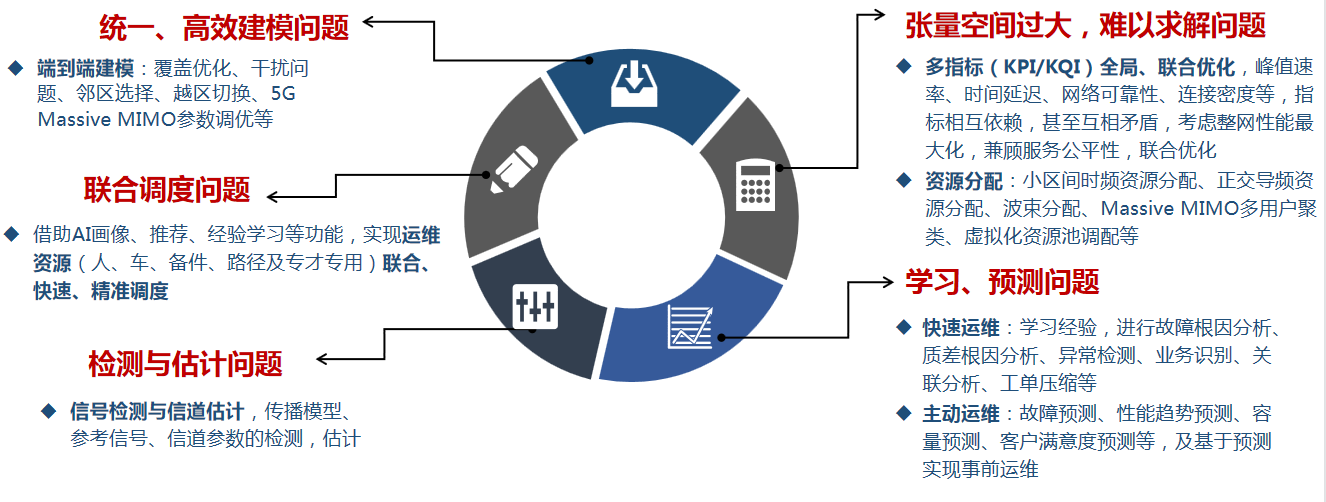 统一、高效建模问题
◆ 端到端建模：覆盖优化、干扰问
题、邻区选择、越区切换、5G
Massive MIMO参数调优等
联合调度问题
◆ 借助AI画像、推荐、经验学习等功能，实现运维
资源（人、车、备件、路径及专才专用）联合、
快速、精准调度
检测与估计问题
◆ 信号检测与信道估计，传播模型、
参考信号、信道参数的检测，估计
张量空间过大，难以求解问题
◆ 多指标（KPI/KQI）全局、联合优化，峰值速
率、时间延迟、网络可靠性、连接密度等，指
标相互依赖，甚至互相矛盾，考虑整网性能最
大化，兼顾服务公平性，联合优化
◆ 资源分配：小区间时频资源分配、正交导频资
源分配、波束分配、Massive MIMO多用户聚
类、虚拟化资源池调配等
学习、预测问题
◆ 快速运维：学习经验，进行故障根因分析、
质差根因分析、异常检测、业务识别、关
联分析、工单压缩等
◆ 主动运维：故障预测、性能趋势预测、容
量预测、客户满意度预测等，及基于预测
实现事前运维